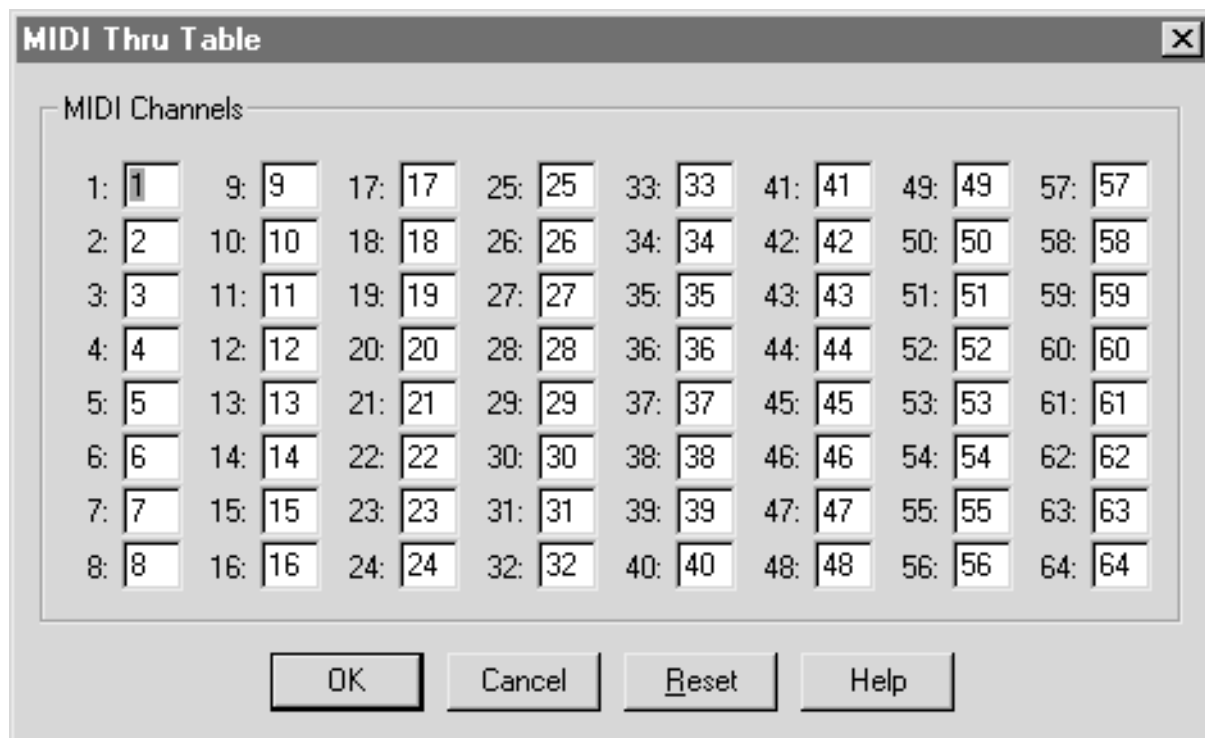 MIDI Thru Table
MIDI Channels
1: 1 9: 9 17: 17 25: 25 33: 33 41: 41 49: 49 57: 57
2: 2 10: 10 18: 18 26: 26 34: 34 42: 42 50: 50 58: 58
3: 3 11: 11 19: 19 27: 27 35: 35 43: 43 51: 51 59: 59
4: 4 12: 12 20: 20 28: 28 36: 36 44: 44 52: 52 60: 60
5: 5 13: 13 21: 21 29: 29 37: 37 45: 45 53: 53 61: 61
6: 6 14: 14 22: 22 30: 30 38: 38 46: 46 54: 54 62: 62
7: 7 15: 15 23: 23 31: 31 39: 39 47: 47 55: 55 63: 63
8: 8 16: 16 24: 24 32: 32 40: 40 48: 48 56: 56 64: 64
OK Cancel Reset Help